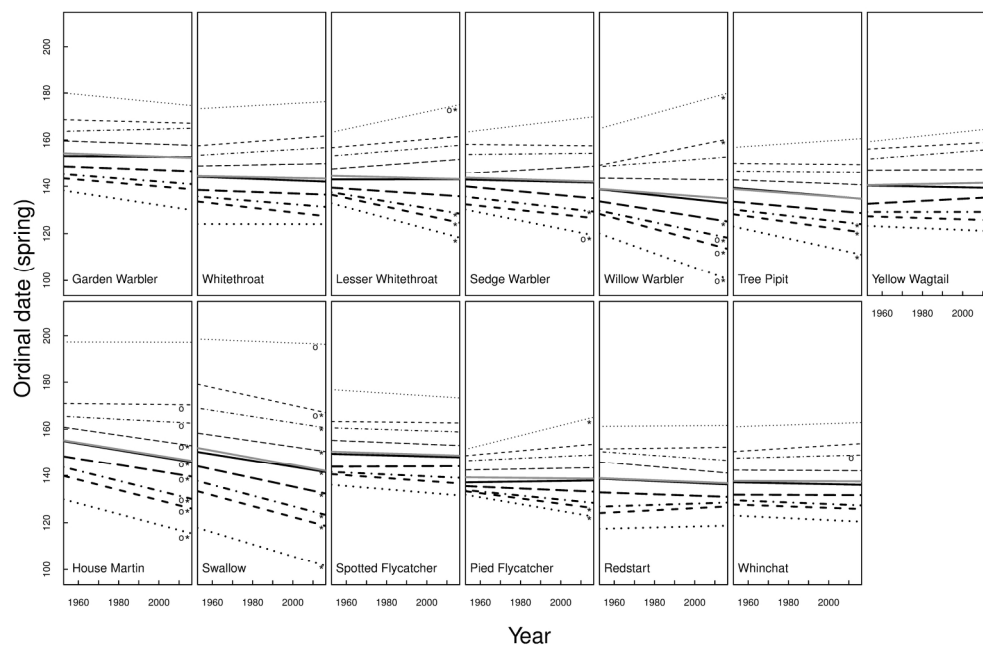 Ordinal date (spring)
220
200
180
160
140
120
100
Garden Warbler
Whitethroat
Lesser Whitethroat
Sedge Warbler
Willow Warbler
Tree Pipit
Yellow Wagtail
o*
*
*
*
*
*
o*
*
*
*
o*
o*
o*
*
*
*
1960 1980 2000
200
180
160
140
120
100
House Martin
Swallow
Spotted Flycatcher
Pied Flycatcher
Redstart
Whinchat
o
o
o*
o*
o*
o*
o*
o*
o
o*
*
*
*
*
*
*
*
*
*
*
*
o
1960 1980 2000
1960 1980 2000
1960 1980 2000
1960 1980 2000
1960 1980 2000
1960 1980 2000
Year